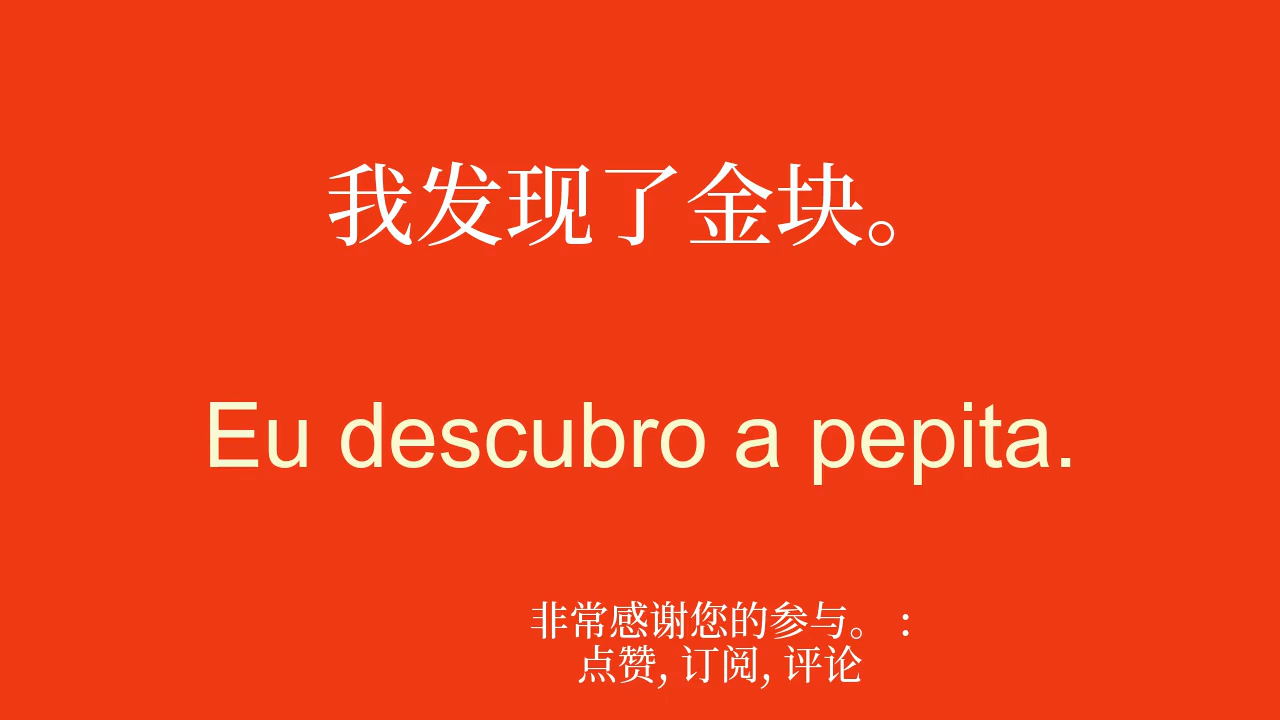 我发现了金块。
Eu descubro a pepita.
非常感谢您的参与。 :
点赞, 订阅, 评论